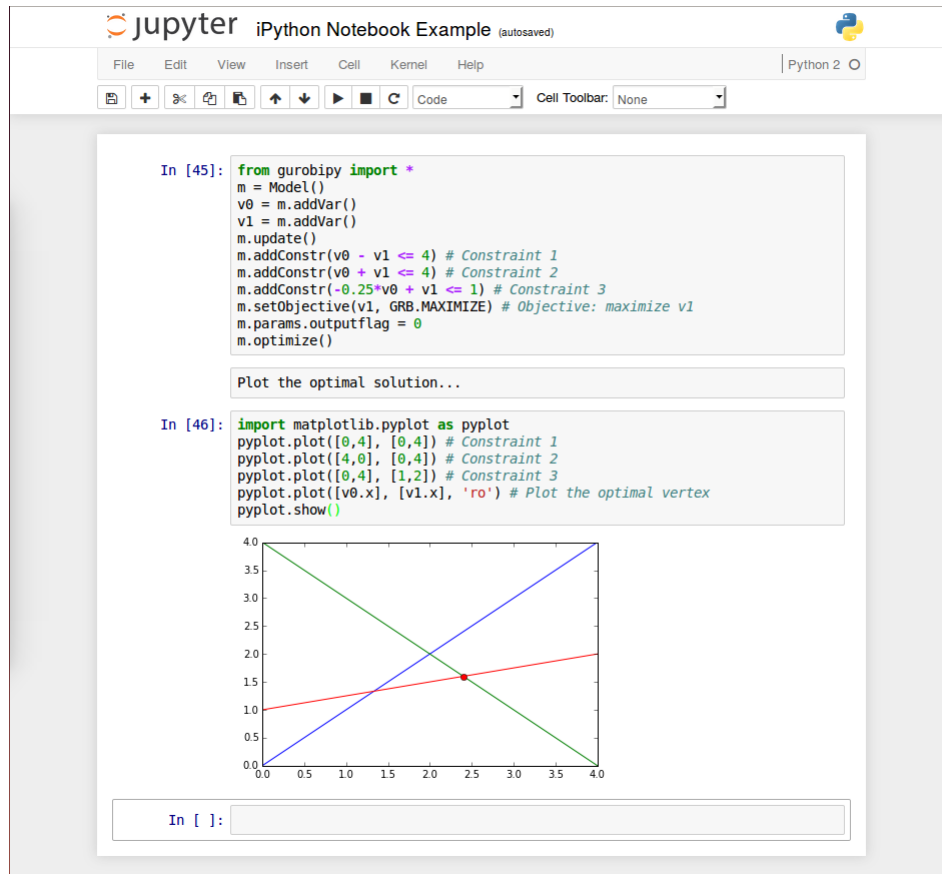 jupyter iPython Notebook Example (autosaved)
File Edit View Insert Cell Kernel Help Python 2
Code Cell Toolbar: None
In [45]: from gurobipy import *
m = Model()
v0 = m.addVar()
v1 = m.addVar()
m.update()
m.addConstr(v0 - v1 <= 4) # Constraint 1
m.addConstr(v0 + v1 <= 4) # Constraint 2
m.addConstr(-0.25*v0 + v1 <= 1) # Constraint 3
m.setObjective(v1, GRB.MAXIMIZE) # Objective: maximize v1
m.params.outputflag = 0
m.optimize()
Plot the optimal solution...
In [46]: import matplotlib.pyplot as pyplot
pyplot.plot([0,4], [0,4]) # Constraint 1
pyplot.plot([4,0], [0,4]) # Constraint 2
pyplot.plot([0,4], [1,2]) # Constraint 3
pyplot.plot([v0.x], [v1.x], 'ro') # Plot the optimal vertex
pyplot.show()
4.0
3.5
3.0
2.5
2.0
1.5
1.0
0.5
0.0
0.0 0.5 1.0 1.5 2.0 2.5 3.0 3.5 4.0
In [ ]: